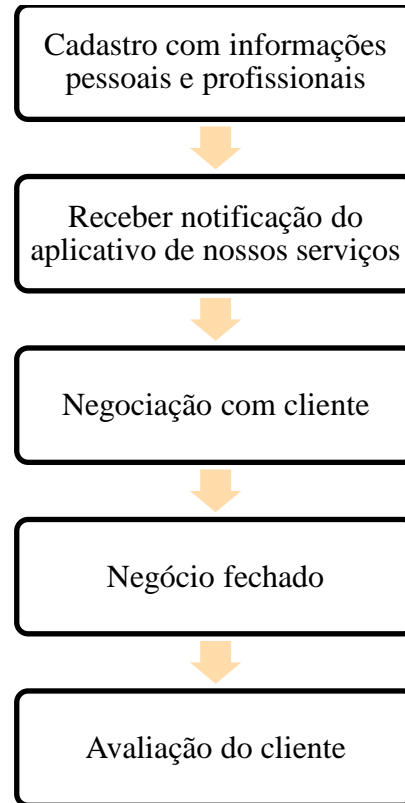 Cadastro com informações
pessoais e profissionais
Receber notificação do
aplicativo de nossos serviços
Negociação com cliente
Negócio fechado
Avaliação do cliente